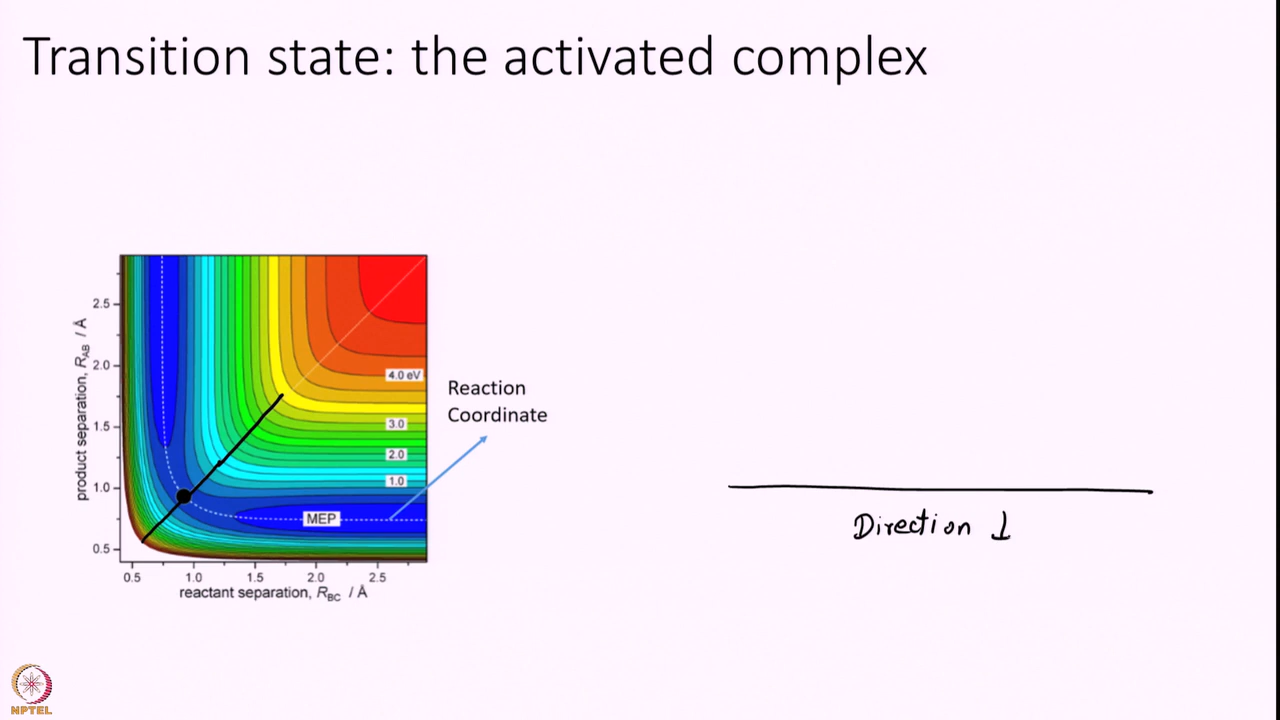 Transition state: the activated complex
product separation, R_AB / Å
2.5
2.0
1.5
1.0
0.5
4.0 eV
3.0
2.0
1.0
MEP
0.5 1.0 1.5 2.0 2.5
reactant separation, R_BC / Å
Reaction
Coordinate
Direction ⊥
NPTEL